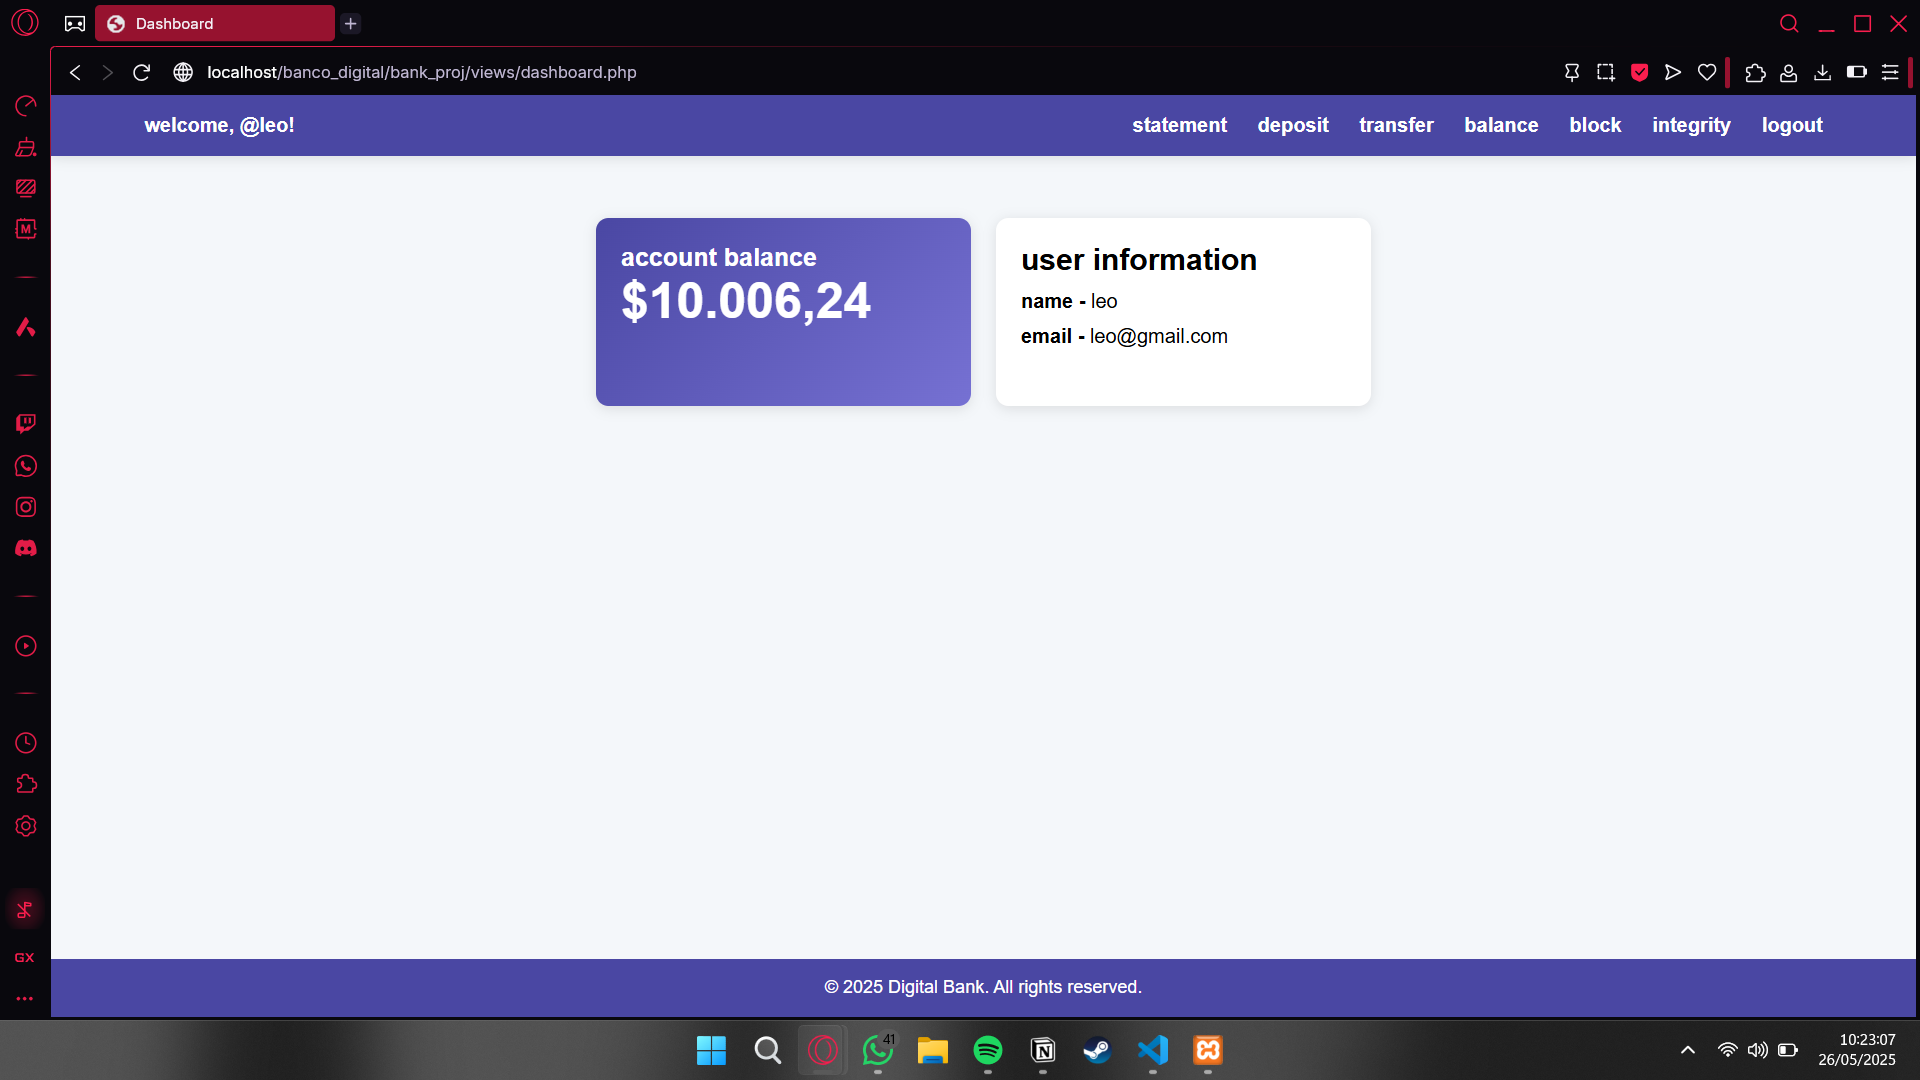 Dashboard
localhost/banco_digital/bank_proj/views/dashboard.php
welcome, @leo!
statement deposit transfer balance block integrity logout
account balance
$10.006,24
user information
name - leo
email - leo@gmail.com
M
GX
© 2025 Digital Bank. All rights reserved.
41
10:23:07
26/05/2025